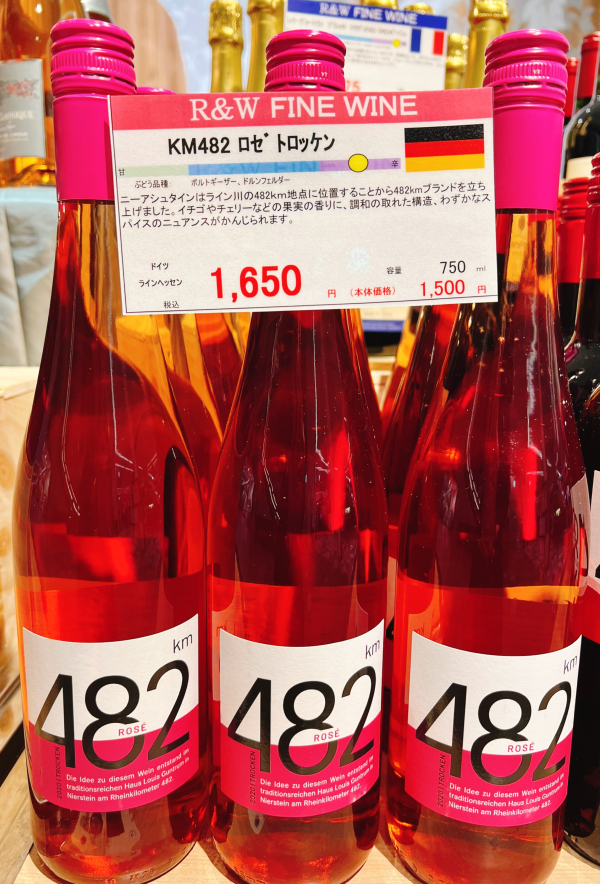 R&W FINE WINE
R&W FINE WINE
KM482 ロゼ トロッケン
甘
辛
ぶどう品種
ポルトギーザー、ドルンフェルダー
ニーアシュタインはライン川の482km地点に位置することから482kmブランドを立ち
上げました。イチゴやチェリーなどの果実の香りに、調和の取れた構造、わずかなス
パイスのニュアンスがかんじられます。
ドイツ
ラインヘッセン
税込
1,650 円
容量 750 ml
(本体価格) 1,500 円
km
482
ROSÉ
2020 | TROCKEN
Die Idee zu diesem Wein entstand im
traditionsreichen Haus Louis Guntrum in
Nierstein am Rheinkilometer 482.
km
482
ROSÉ
2020 | TROCKEN
Die Idee zu diesem Wein entstand im
traditionsreichen Haus Louis Guntrum in
Nierstein am Rheinkilometer 482.
km
482
ROSÉ
2020 | TROCKEN
Die Idee zu diesem Wein entstand im
traditionsreichen Haus Louis Guntrum in
Nierstein am Rheinkilometer 482.